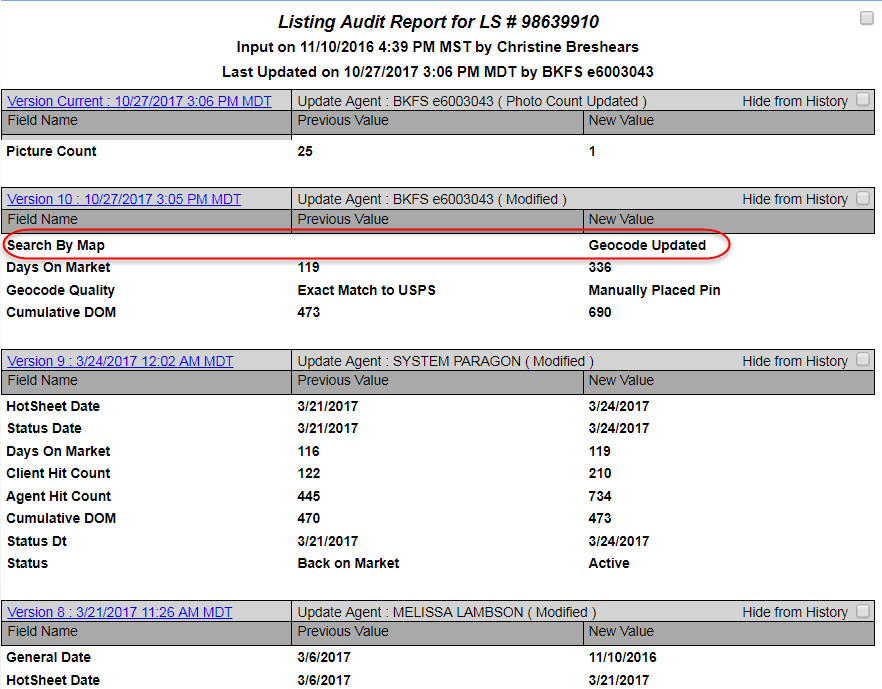 Listing Audit Report for LS # 98639910
Input on 11/10/2016 4:39 PM MST by Christine Breshears
Last Updated on 10/27/2017 3:06 PM MDT by BKFS e6003043
Version Current : 10/27/2017 3:06 PM MDT Update Agent : BKFS e6003043 ( Photo Count Updated ) Hide from History
Field Name Previous Value New Value
Picture Count 25 1
Version 10 : 10/27/2017 3:05 PM MDT Update Agent : BKFS e6003043 ( Modified ) Hide from History
Field Name Previous Value New Value
Search By Map Geocode Updated
Days On Market 119 336
Geocode Quality Exact Match to USPS Manually Placed Pin
Cumulative DOM 473 690
Version 9 : 3/24/2017 12:02 AM MDT Update Agent : SYSTEM PARAGON ( Modified ) Hide from History
Field Name Previous Value New Value
HotSheet Date 3/21/2017 3/24/2017
Status Date 3/21/2017 3/24/2017
Days On Market 116 119
Client Hit Count 122 210
Agent Hit Count 445 734
Cumulative DOM 470 473
Status Dt 3/21/2017 3/24/2017
Status Back on Market Active
Version 8 : 3/21/2017 11:26 AM MDT Update Agent : MELISSA LAMBSON ( Modified ) Hide from History
Field Name Previous Value New Value
General Date 3/6/2017 11/10/2016
HotSheet Date 3/6/2017 3/21/2017